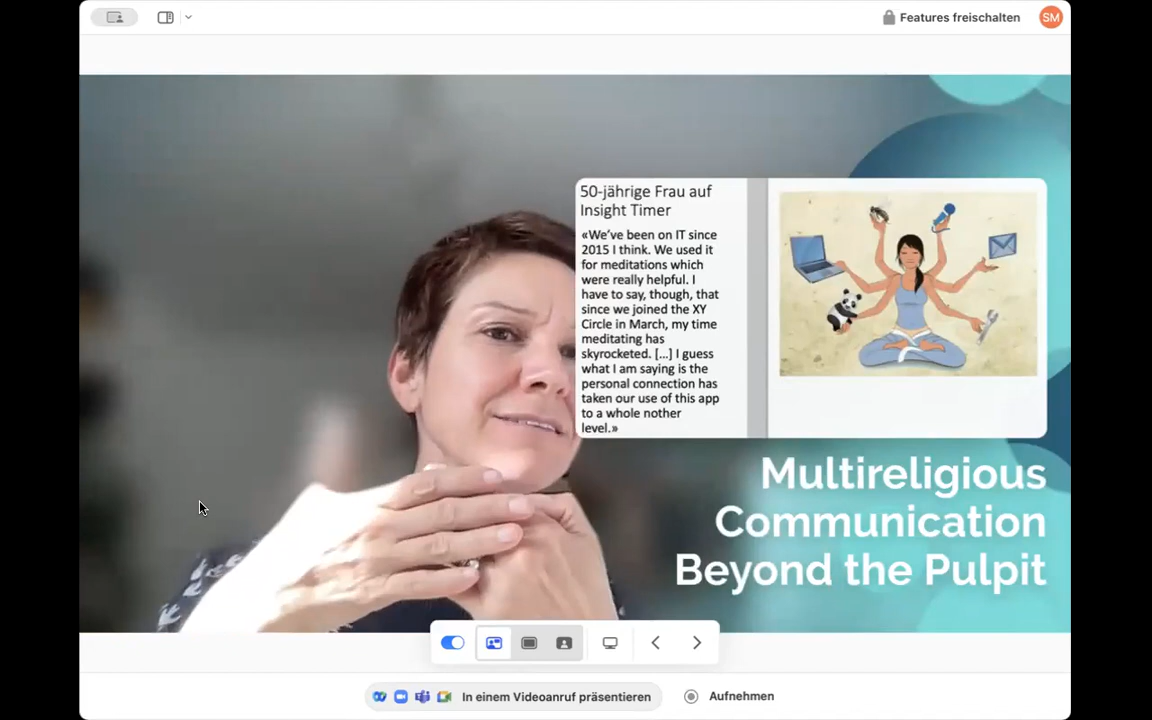 Features freischalten
SM
50-jährige Frau auf
Insight Timer
«We've been on IT since
2015 I think. We used it
for meditations which
were really helpful. I
have to say, though, that
since we joined the XY
Circle in March, my time
meditating has
skyrocketed. [...] I guess
what I am saying is the
personal connection has
taken our use of this app
to a whole nother
level.»
Multireligious
Communication
Beyond the Pulpit
In einem Videoanruf präsentieren
Aufnehmen